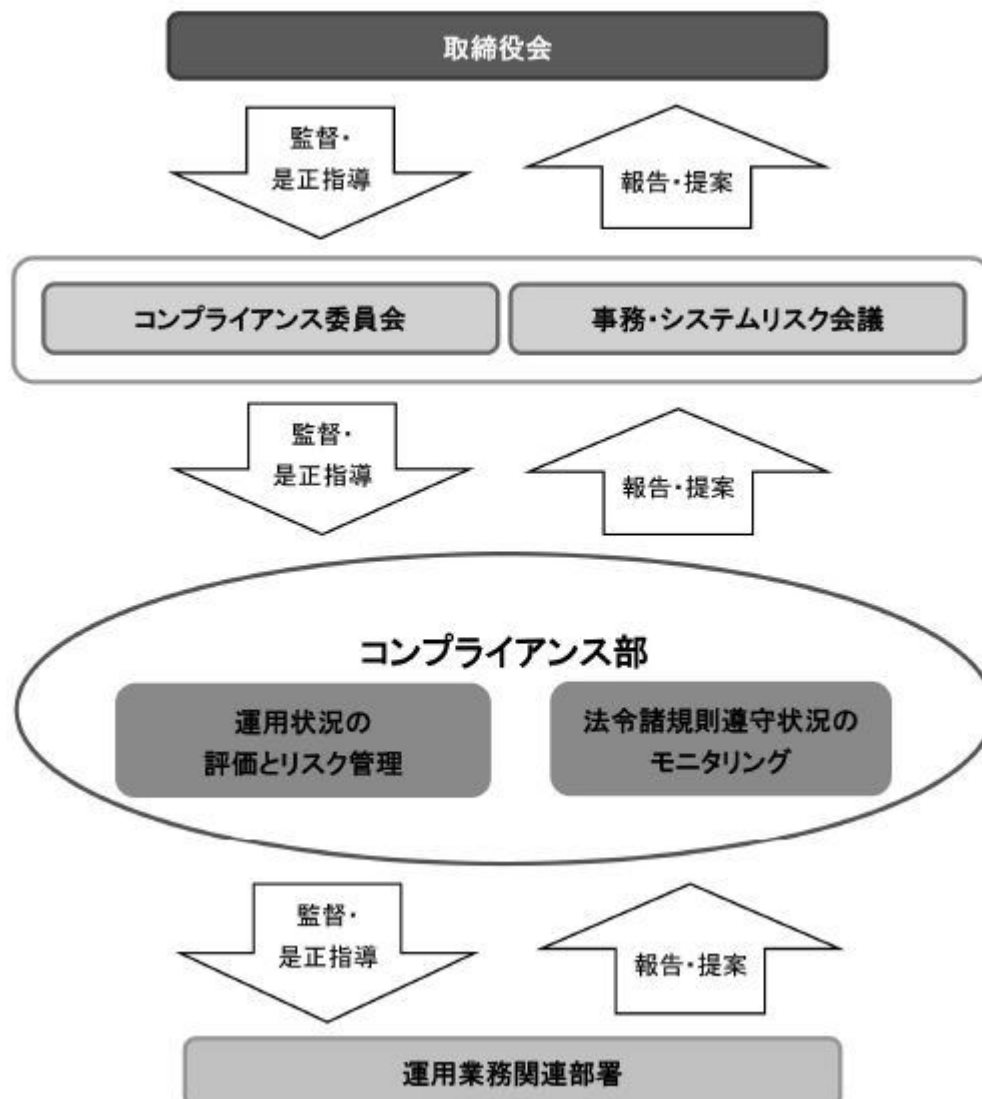 取締役会
監督・
是正指導
報告・提案
コンプライアンス委員会
事務・システムリスク会議
監督・
是正指導
報告・提案
コンプライアンス部
運用状況の
評価とリスク管理
法令諸規則遵守状況の
モニタリング
監督・
是正指導
報告・提案
運用業務関連部署